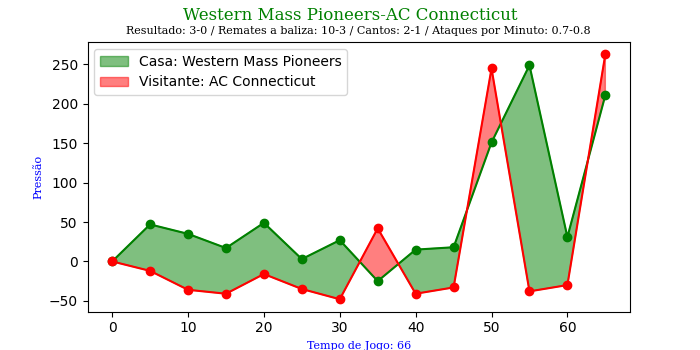 Western Mass Pioneers-AC Connecticut
Resultado: 3-0 / Remates a baliza: 10-3 / Cantos: 2-1 / Ataques por Minuto: 0.7-0.8
Casa: Western Mass Pioneers
Visitante: AC Connecticut
Pressão
250
200
150
100
50
0
−50
0 10 20 30 40 50 60
Tempo de Jogo: 66